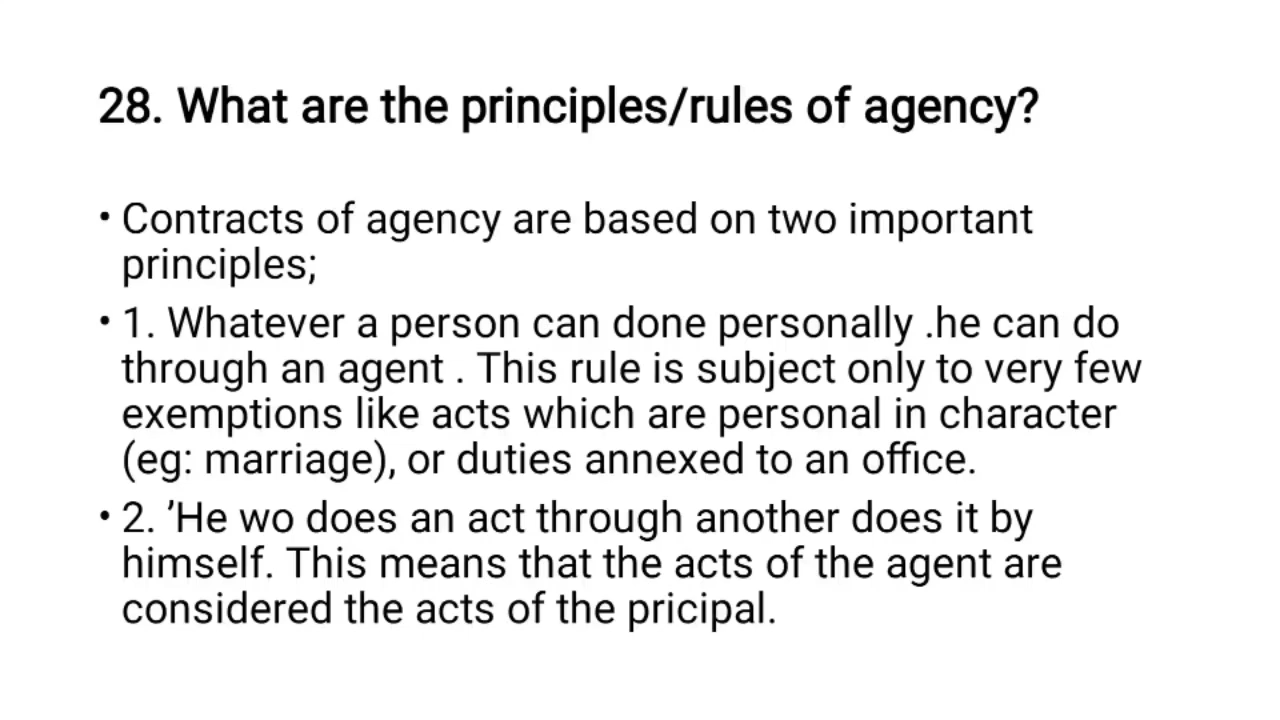 28. What are the principles/rules of agency?
• Contracts of agency are based on two important
principles;
• 1. Whatever a person can done personally .he can do
through an agent . This rule is subject only to very few
exemptions like acts which are personal in character
(eg: marriage), or duties annexed to an office.
• 2. ’He wo does an act through another does it by
himself. This means that the acts of the agent are
considered the acts of the pricipal.